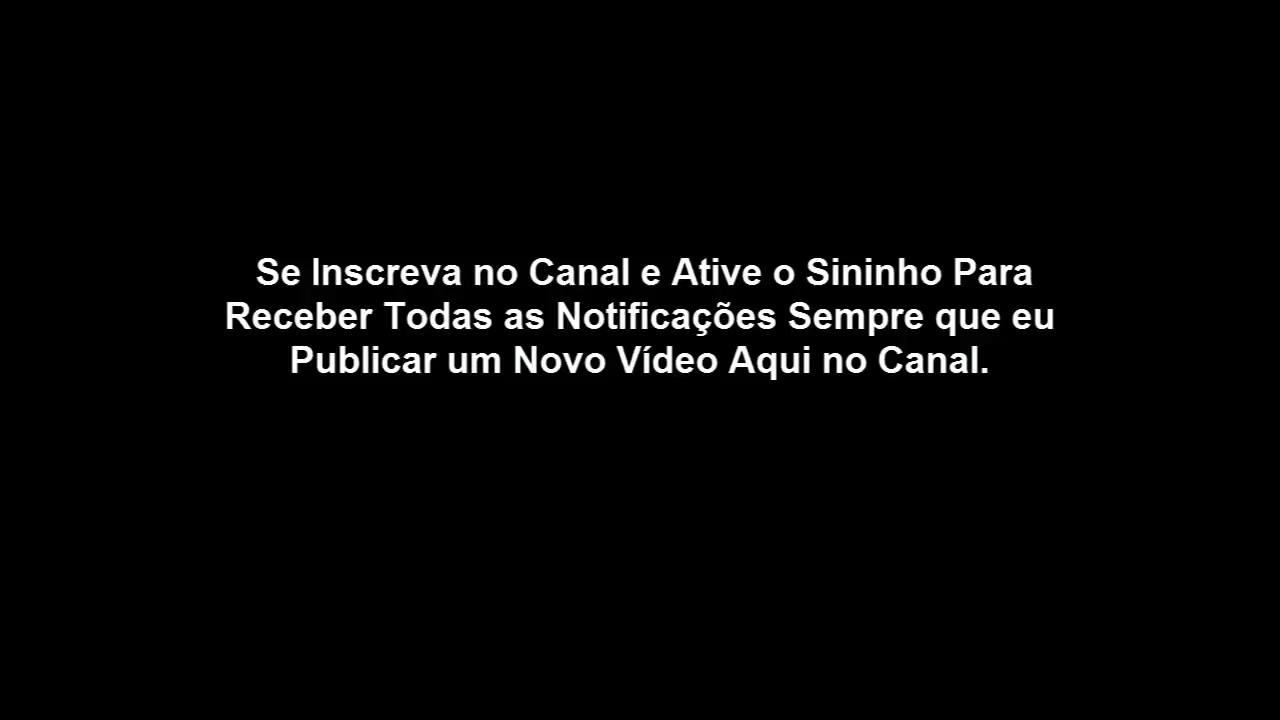 Se Inscreva no Canal e Ative o Sininho Para
Receber Todas as Notificações Sempre que eu
Publicar um Novo Vídeo Aqui no Canal.